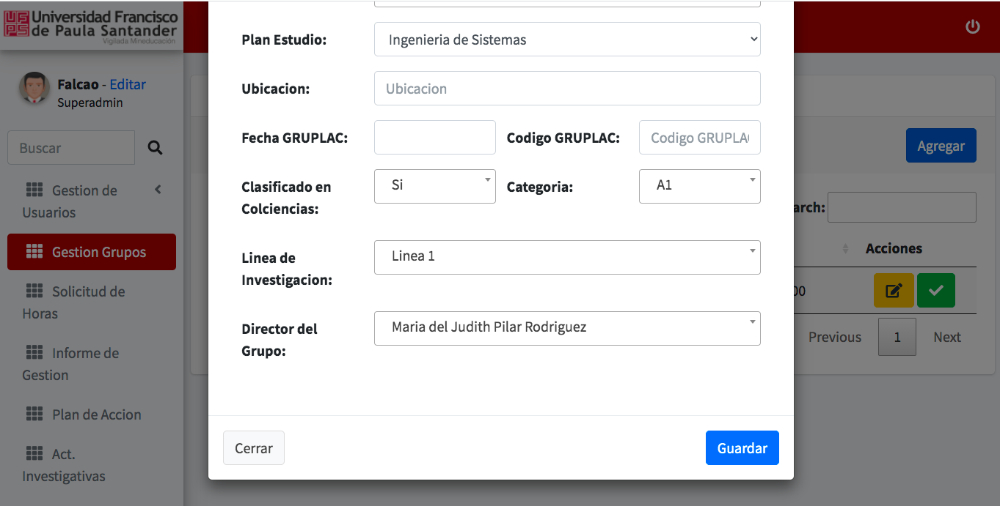 Universidad Francisco
de Paula Santander
Vigilada Mineducación
Falcao - Editar
Superadmin
Buscar
Gestion de
Usuarios
Gestion Grupos
Solicitud de
Horas
Informe de
Gestion
Plan de Accion
Act.
Investigativas
Plan Estudio:
Ingenieria de Sistemas
Ubicacion:
Ubicacion
Fecha GRUPLAC:
Codigo GRUPLAC:
Codigo GRUPLA
Clasificado en
Colciencias:
Si
Categoria:
A1
Linea de
Investigacion:
Linea 1
Director del
Grupo:
Maria del Judith Pilar Rodriguez
Cerrar
Guardar
Agregar
arch:
Acciones
00
Previous
1
Next